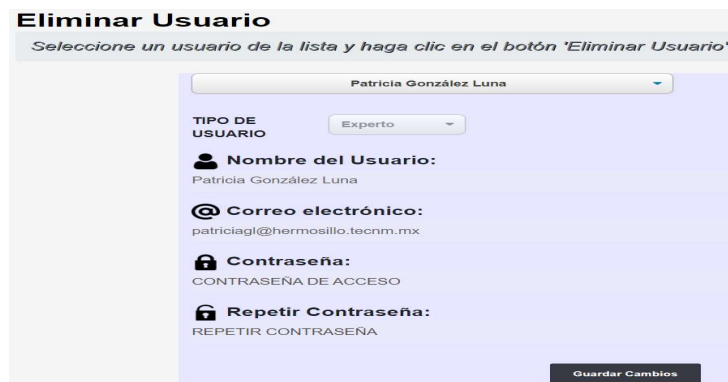 Eliminar Usuario
Seleccione un usuario de la lista y haga clic en el botón 'Eliminar Usuario'
Patricia González Luna
TIPO DE
USUARIO
Experto
Nombre del Usuario:
Patricia González Luna
Correo electrónico:
patriciagl@hermosillo.tecnm.mx
Contraseña:
CONTRASEÑA DE ACCESO
Repetir Contraseña:
REPETIR CONTRASEÑA
Guardar Cambios